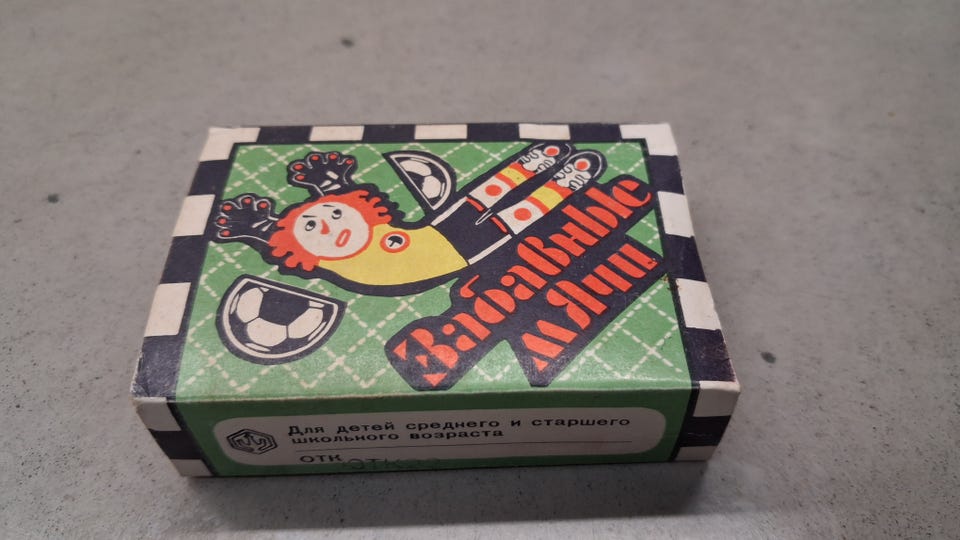 Забавные
мячи
Для детей среднего и старшего
школьного возраста
ОТК